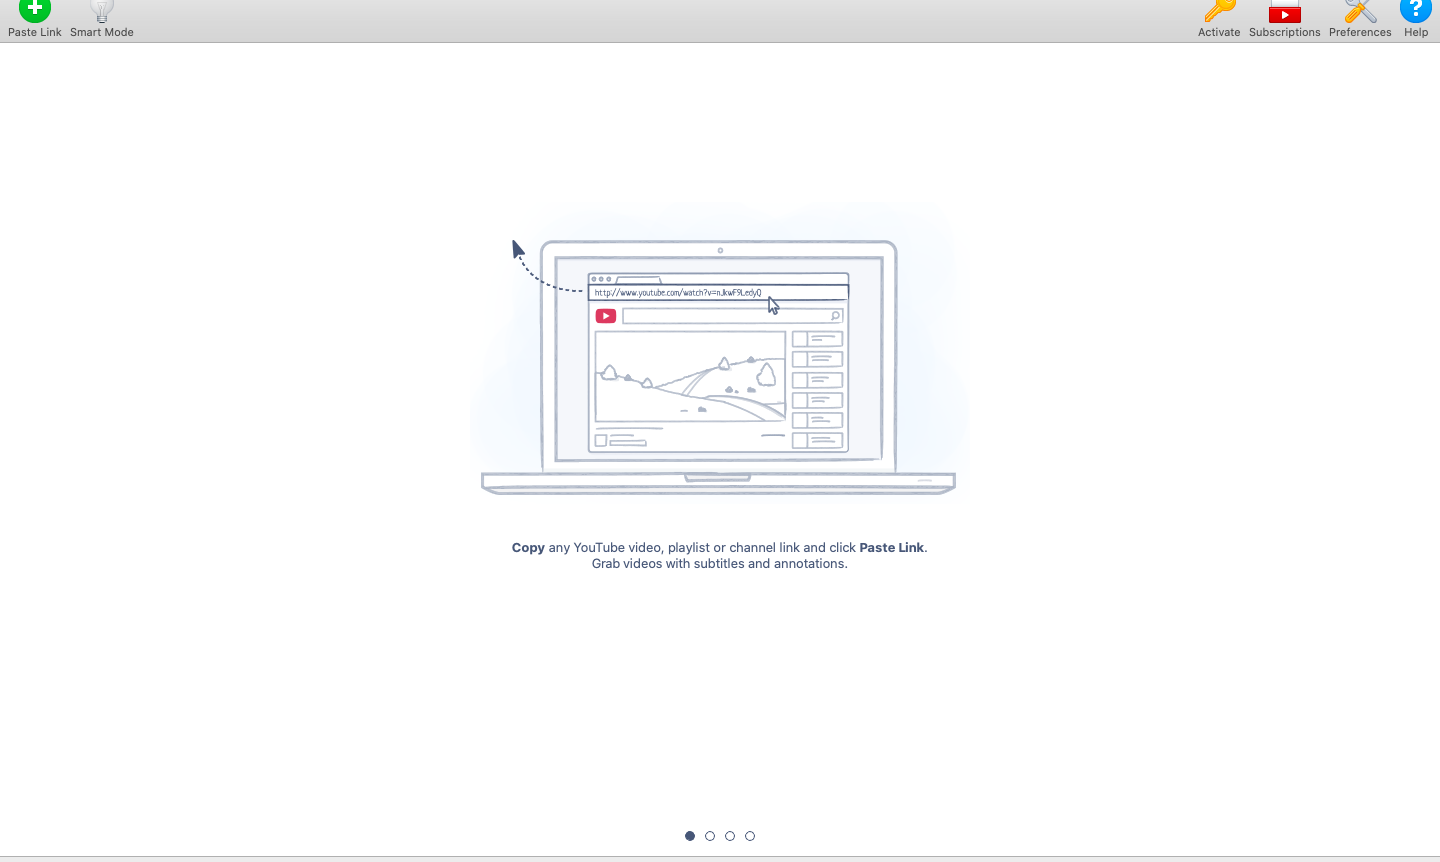 Paste Link
Smart Mode
Activate
Subscriptions
Preferences
Help
http://www.youtube.com/watch?v=nJkwF9LedyQ
Copy any YouTube video, playlist or channel link and click Paste Link.
Grab videos with subtitles and annotations.